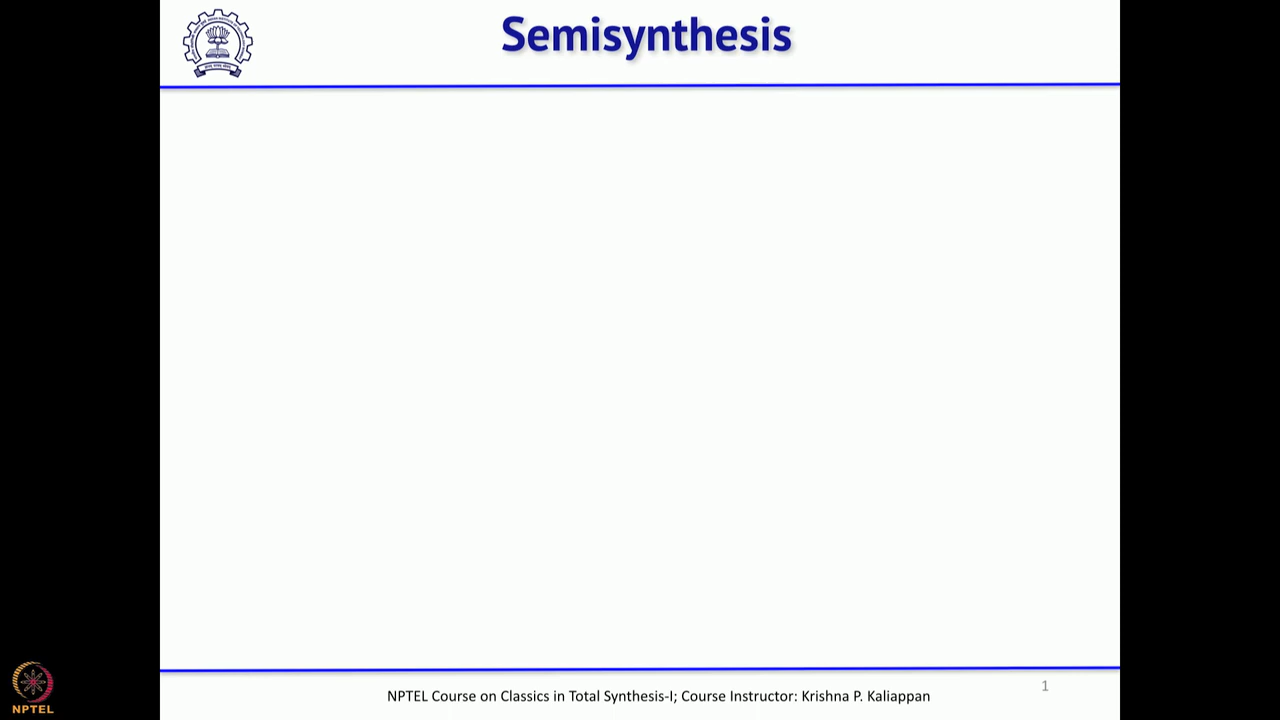 Semisynthesis
NPTEL Course on Classics in Total Synthesis-I; Course Instructor: Krishna P. Kaliappan
1
NPTEL